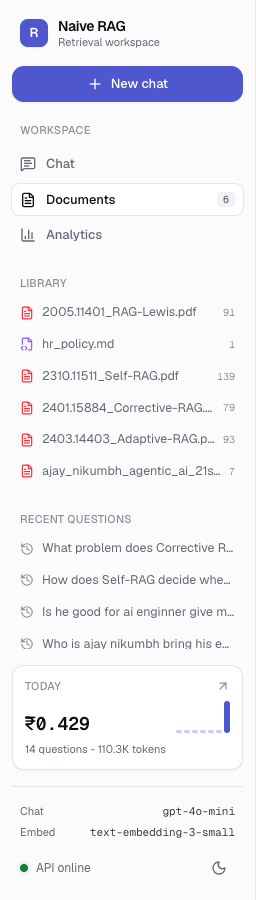 R
Naive RAG
Retrieval workspace
+ New chat
WORKSPACE
Chat
Documents 6
Analytics
LIBRARY
2005.11401_RAG-Lewis.pdf 91
hr_policy.md 1
2310.11511_Self-RAG.pdf 139
2401.15884_Corrective-RAG.... 79
2403.14403_Adaptive-RAG.p... 93
ajay_nikumbh_agentic_ai_21s... 7
RECENT QUESTIONS
What problem does Corrective R...
How does Self-RAG decide whe...
Is he good for ai enginner give m...
Who is ajay nikumbh bring his e...
TODAY
₹0.429
14 questions - 110.3K tokens
Chat gpt-4o-mini
Embed text-embedding-3-small
API online